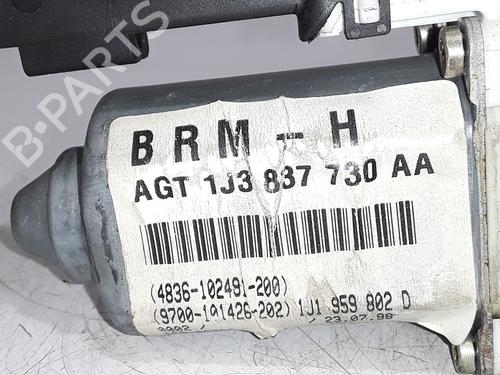 BRM-H
AGT 1J3 837 730 AA
(4836-102491-200)
(9700-101426-202) 1J1 959 802 D
0002 / / 23.07.98
B-PARTS